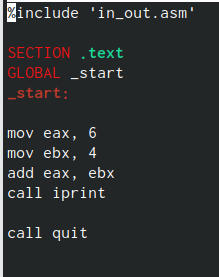 %include 'in_out.asm'
SECTION .text
GLOBAL _start
_start:
mov eax, 6
mov ebx, 4
add eax, ebx
call iprint
call quit